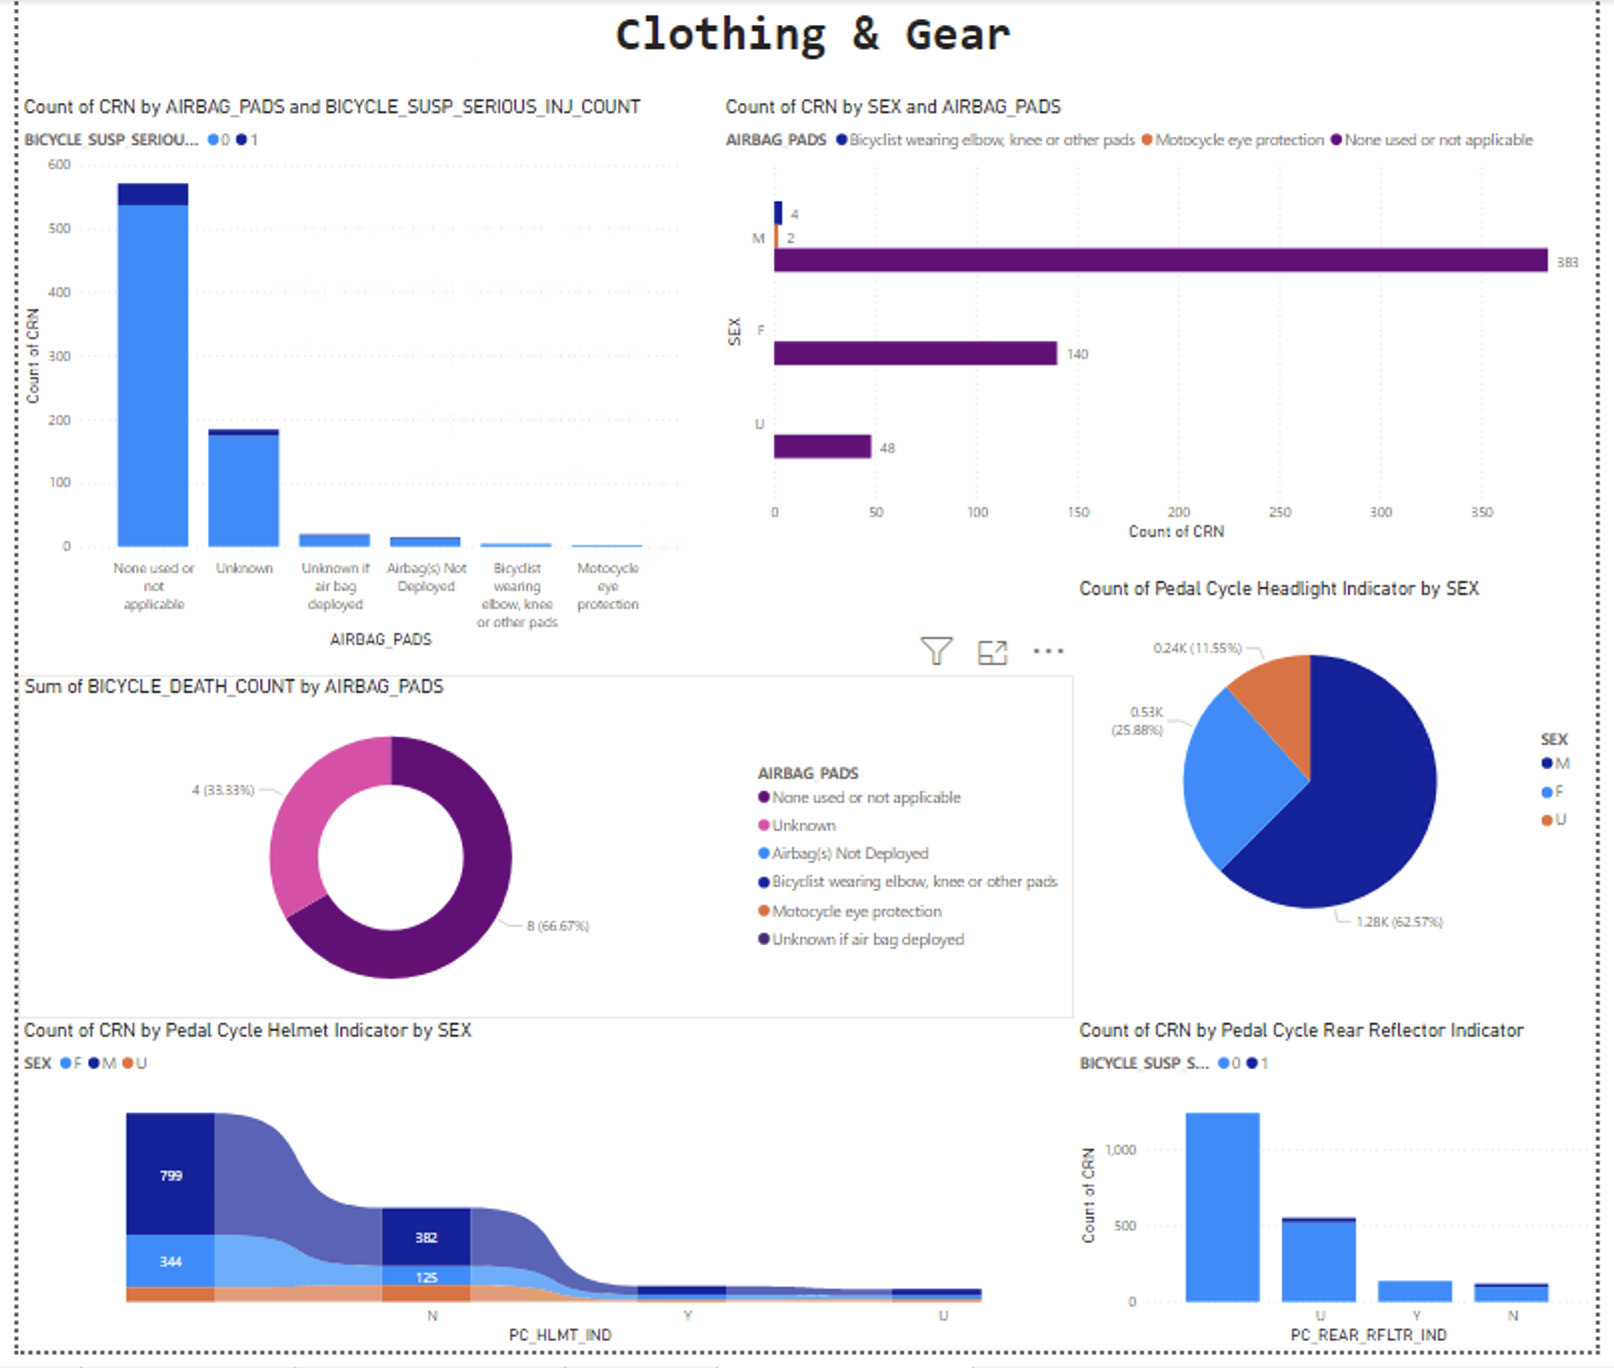 Clothing & Gear
Count of CRN by AIRBAG_PADS and BICYCLE_SUSP_SERIOUS_INJ_COUNT
BICYCLE_SUSP_SERIOU... 0 1
600
500
400
300
200
100
0
Count of CRN
None used or
not
applicable
Unknown
Unknown if
air bag
deployed
Airbag(s) Not
Deployed
Bicyclist
wearing
elbow, knee
or other pads
Motocycle
eye
protection
AIRBAG_PADS
Count of CRN by SEX and AIRBAG_PADS
AIRBAG_PADS Bicyclist wearing elbow, knee or other pads Motocycle eye protection None used or not applicable
4
M 2
383
SEX
F
140
U
48
0 50 100 150 200 250 300 350
Count of CRN
Count of Pedal Cycle Headlight Indicator by SEX
0.24K (11.55%)
0.53K
(25.88%)
1.28K (62.57%)
SEX
M
F
U
Sum of BICYCLE_DEATH_COUNT by AIRBAG_PADS
4 (33.33%)
8 (66.67%)
AIRBAG_PADS
None used or not applicable
Unknown
Airbag(s) Not Deployed
Bicyclist wearing elbow, knee or other pads
Motocycle eye protection
Unknown if air bag deployed
Count of CRN by Pedal Cycle Helmet Indicator by SEX
SEX F M U
799
344
382
125
N Y U
PC_HLMT_IND
Count of CRN by Pedal Cycle Rear Reflector Indicator
BICYCLE_SUSP_S... 0 1
1,000
500
0
Count of CRN
U Y N
PC_REAR_RFLTR_IND